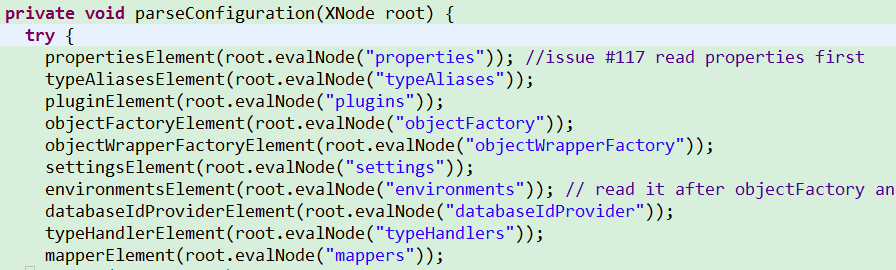 private void parseConfiguration(XNode root) {
try {
propertiesElement(root.evalNode("properties")); //issue #117 read properties first
typeAliasesElement(root.evalNode("typeAliases"));
pluginElement(root.evalNode("plugins"));
objectFactoryElement(root.evalNode("objectFactory"));
objectWrapperFactoryElement(root.evalNode("objectWrapperFactory"));
settingsElement(root.evalNode("settings"));
environmentsElement(root.evalNode("environments")); // read it after objectFactory an
databaseIdProviderElement(root.evalNode("databaseIdProvider"));
typeHandlerElement(root.evalNode("typeHandlers"));
mapperElement(root.evalNode("mappers"));